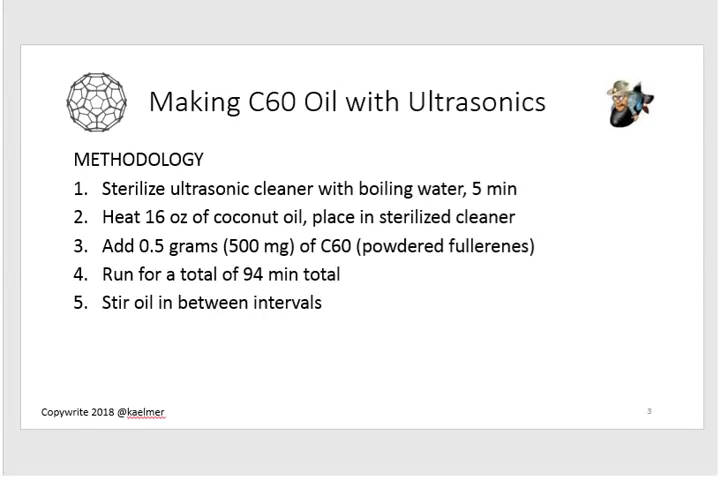 Making C60 Oil with Ultrasonics
METHODOLOGY
1. Sterilize ultrasonic cleaner with boiling water, 5 min
2. Heat 16 oz of coconut oil, place in sterilized cleaner
3. Add 0.5 grams (500 mg) of C60 (powdered fullerenes)
4. Run for a total of 94 min total
5. Stir oil in between intervals
Copywrite 2018 @kaelmer
3